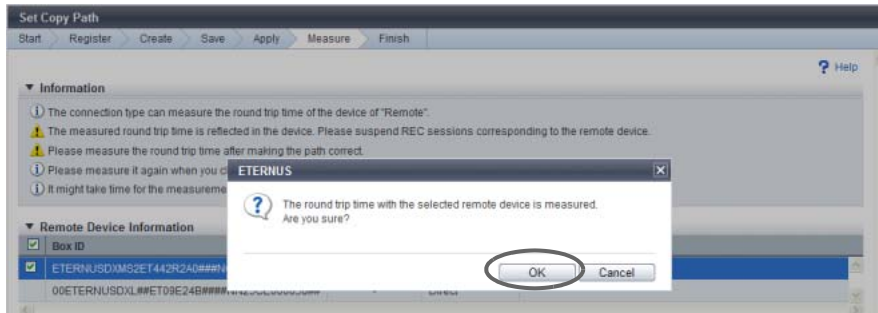 Set Copy Path
Start Register Create Save Apply Measure Finish
? Help
Information
The connection type can measure the round trip time of the device of "Remote".
The measured round trip time is reflected in the device. Please suspend REC sessions corresponding to the remote device.
Please measure the round trip time after making the path correct.
Please measure it again when you c
It might take time for the measureme
ETERNUS
The round trip time with the selected remote device is measured.
Are you sure?
OK Cancel
Remote Device Information
Box ID
ETERNUSDXMS2ET442R2A0###N
Direct